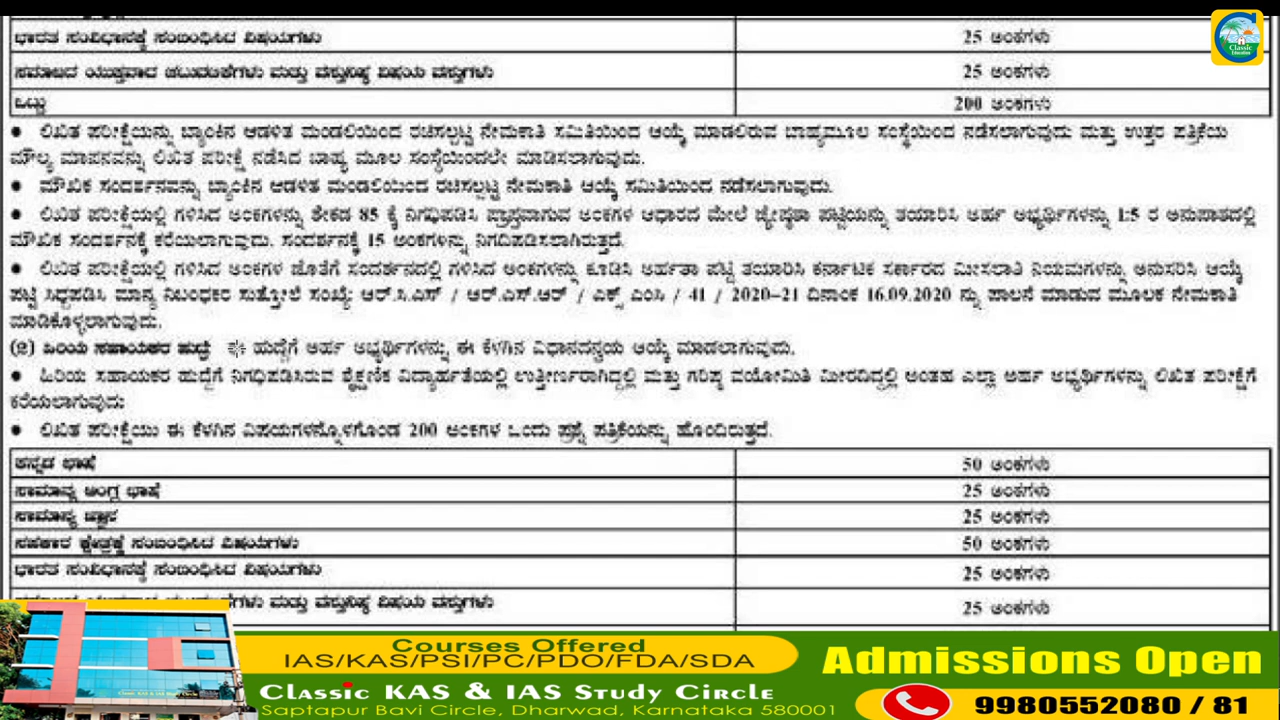 ಭಾರತ ಸಂವಿಧಾನಕ್ಕೆ ಸಂಬಂಧಿಸಿದ ವಿಷಯಗಳು 25 ಅಂಕಗಳು
ಸಮಾಜದ ಯುಕ್ತವಾದ ಚಟುವಟಿಕೆಗಳು ಮತ್ತು ವಸ್ತುನಿಷ್ಠ ವಿಷಯ ವಸ್ತುಗಳು 25 ಅಂಕಗಳು
ಒಟ್ಟು 200 ಅಂಕಗಳು
● ಲಿಖಿತ ಪರೀಕ್ಷೆಯನ್ನು ಬ್ಯಾಂಕಿನ ಆಡಳಿತ ಮಂಡಲಿಯಿಂದ ರಚಿಸಲ್ಪಟ್ಟ ನೇಮಕಾತಿ ಸಮಿತಿಯಿಂದ ಆಯ್ಕೆ ಮಾಡಲಿರುವ ಬಾಹ್ಯಮೂಲ ಸಂಸ್ಥೆಯಿಂದ ನಡೆಸಲಾಗುವುದು ಮತ್ತು ಉತ್ತರ ಪತ್ರಿಕೆಯ
ಮೌಲ್ಯ ಮಾಪನವನ್ನು ಲಿಖಿತ ಪರೀಕ್ಷೆ ನಡೆಸಿದ ಬಾಹ್ಯ ಮೂಲ ಸಂಸ್ಥೆಯಿಂದಲೇ ಮಾಡಿಸಲಾಗುವುದು.
● ಮೌಖಿಕ ಸಂದರ್ಶನವನ್ನು ಬ್ಯಾಂಕಿನ ಆಡಳಿತ ಮಂಡಲಿಯಿಂದ ರಚಿಸಲ್ಪಟ್ಟ ನೇಮಕಾತಿ ಆಯ್ಕೆ ಸಮಿತಿಯಿಂದ ನಡೆಸಲಾಗುವುದು.
● ಲಿಖಿತ ಪರೀಕ್ಷೆಯಲ್ಲಿ ಗಳಿಸಿದ ಅಂಕಗಳನ್ನು ಶೇಕಡ 85 ಕ್ಕೆ ನಿಗಧಿಪಡಿಸಿ ಪ್ರಾಪ್ತವಾಗುವ ಅಂಕಗಳ ಆಧಾರದ ಮೇಲೆ ಜ್ಯೇಷ್ಠತಾ ಪಟ್ಟಿಯನ್ನು ತಯಾರಿಸಿ ಅರ್ಹ ಅಭ್ಯರ್ಥಿಗಳನ್ನು 1:5 ರ ಅನುಪಾತದಲ್ಲಿ
ಮೌಖಿಕ ಸಂದರ್ಶನಕ್ಕೆ ಕರೆಯಲಾಗುವುದು. ಸಂದರ್ಶನಕ್ಕೆ 15 ಅಂಕಗಳನ್ನು ನಿಗದಿಪಡಿಸಲಾಗಿರುತ್ತದೆ.
● ಲಿಖಿತ ಪರೀಕ್ಷೆಯಲ್ಲಿ ಗಳಿಸಿದ ಅಂಕಗಳ ಜೊತೆಗೆ ಸಂದರ್ಶನದಲ್ಲಿ ಗಳಿಸಿದ ಅಂಕಗಳನ್ನು ಕೂಡಿಸಿ ಅರ್ಹತಾ ಪಟ್ಟಿ ತಯಾರಿಸಿ ಕರ್ನಾಟಕ ಸರ್ಕಾರದ ಮೀಸಲಾತಿ ನಿಯಮಗಳನ್ನು ಅನುಸರಿಸಿ ಆಯ್ಕೆ
ಪಟ್ಟಿ ಸಿದ್ಧಪಡಿಸಿ ಮಾನ್ಯ ನಿಬಂಧಕರ ಸುತ್ತೋಲೆ ಸಂಖ್ಯೆ ಆರ್.ಸಿ.ಎಸ್ / ಆರ್.ಎಸ್.ಆರ್ / ಎಕ್ಸ್ ಎಂಸಿ / 41 / 2020–21 ದಿನಾಂಕ 16.09.2020 ನ್ನು ಪಾಲನೆ ಮಾಡುವ ಮೂಲಕ ನೇಮಕಾತಿ
ಮಾಡಿಕೊಳ್ಳಲಾಗುವುದು.
(2) ಹಿರಿಯ ಸಹಾಯಕರ ಹುದ್ದೆ ಹುದ್ದೆಗೆ ಅರ್ಹ ಅಭ್ಯರ್ಥಿಗಳನ್ನು ಈ ಕೆಳಗಿನ ವಿಧಾನದನ್ವಯ ಆಯ್ಕೆ ಮಾಡಲಾಗುವುದು.
● ಹಿರಿಯ ಸಹಾಯಕರ ಹುದ್ದೆಗೆ ನಿಗಧಿಪಡಿಸಿರುವ ಶೈಕ್ಷಣಿಕ ವಿದ್ಯಾರ್ಹತೆಯಲ್ಲಿ ಉತ್ತೀರ್ಣರಾಗಿದ್ದಲ್ಲಿ ಮತ್ತು ಗರಿಷ್ಠ ವಯೋಮಿತಿ ಮೀರದಿದ್ದಲ್ಲಿ ಅಂತಹ ಎಲ್ಲಾ ಅರ್ಹ ಅಭ್ಯರ್ಥಿಗಳನ್ನು ಲಿಖಿತ ಪರೀಕ್ಷೆಗೆ
ಕರೆಯಲಾಗುವುದು
● ಲಿಖಿತ ಪರೀಕ್ಷೆಯು ಈ ಕೆಳಗಿನ ವಿಷಯಗಳನ್ನೊಳಗೊಂಡ 200 ಅಂಕಗಳ ಒಂದು ಪ್ರಶ್ನೆ ಪತ್ರಿಕೆಯನ್ನು ಹೊಂದಿರುತ್ತದೆ.
ಕನ್ನಡ ಭಾಷೆ 50 ಅಂಕಗಳು
ಸಾಮಾನ್ಯ ಆಂಗ್ಲ ಭಾಷೆ 25 ಅಂಕಗಳು
ಸಾಮಾನ್ಯ ಜ್ಞಾನ 25 ಅಂಕಗಳು
ಸಹಕಾರ ಕ್ಷೇತ್ರಕ್ಕೆ ಸಂಬಂಧಿಸಿದ ವಿಷಯಗಳು 50 ಅಂಕಗಳು
ಭಾರತ ಸಂವಿಧಾನಕ್ಕೆ ಸಂಬಂಧಿಸಿದ ವಿಷಯಗಳು 25 ಅಂಕಗಳು
ಮತ್ತು ವಸ್ತುನಿಷ್ಠ ವಿಷಯ ವಸ್ತುಗಳು 25 ಅಂಕಗಳು
Classic
Education
Courses Offered
IAS/KAS/PSI/PC/PDO/FDA/SDA
Admissions Open
Classic KAS & IAS Study Circle
Saptapur Bavi Circle, Dharwad, Karnataka 580001
9980552080 / 81